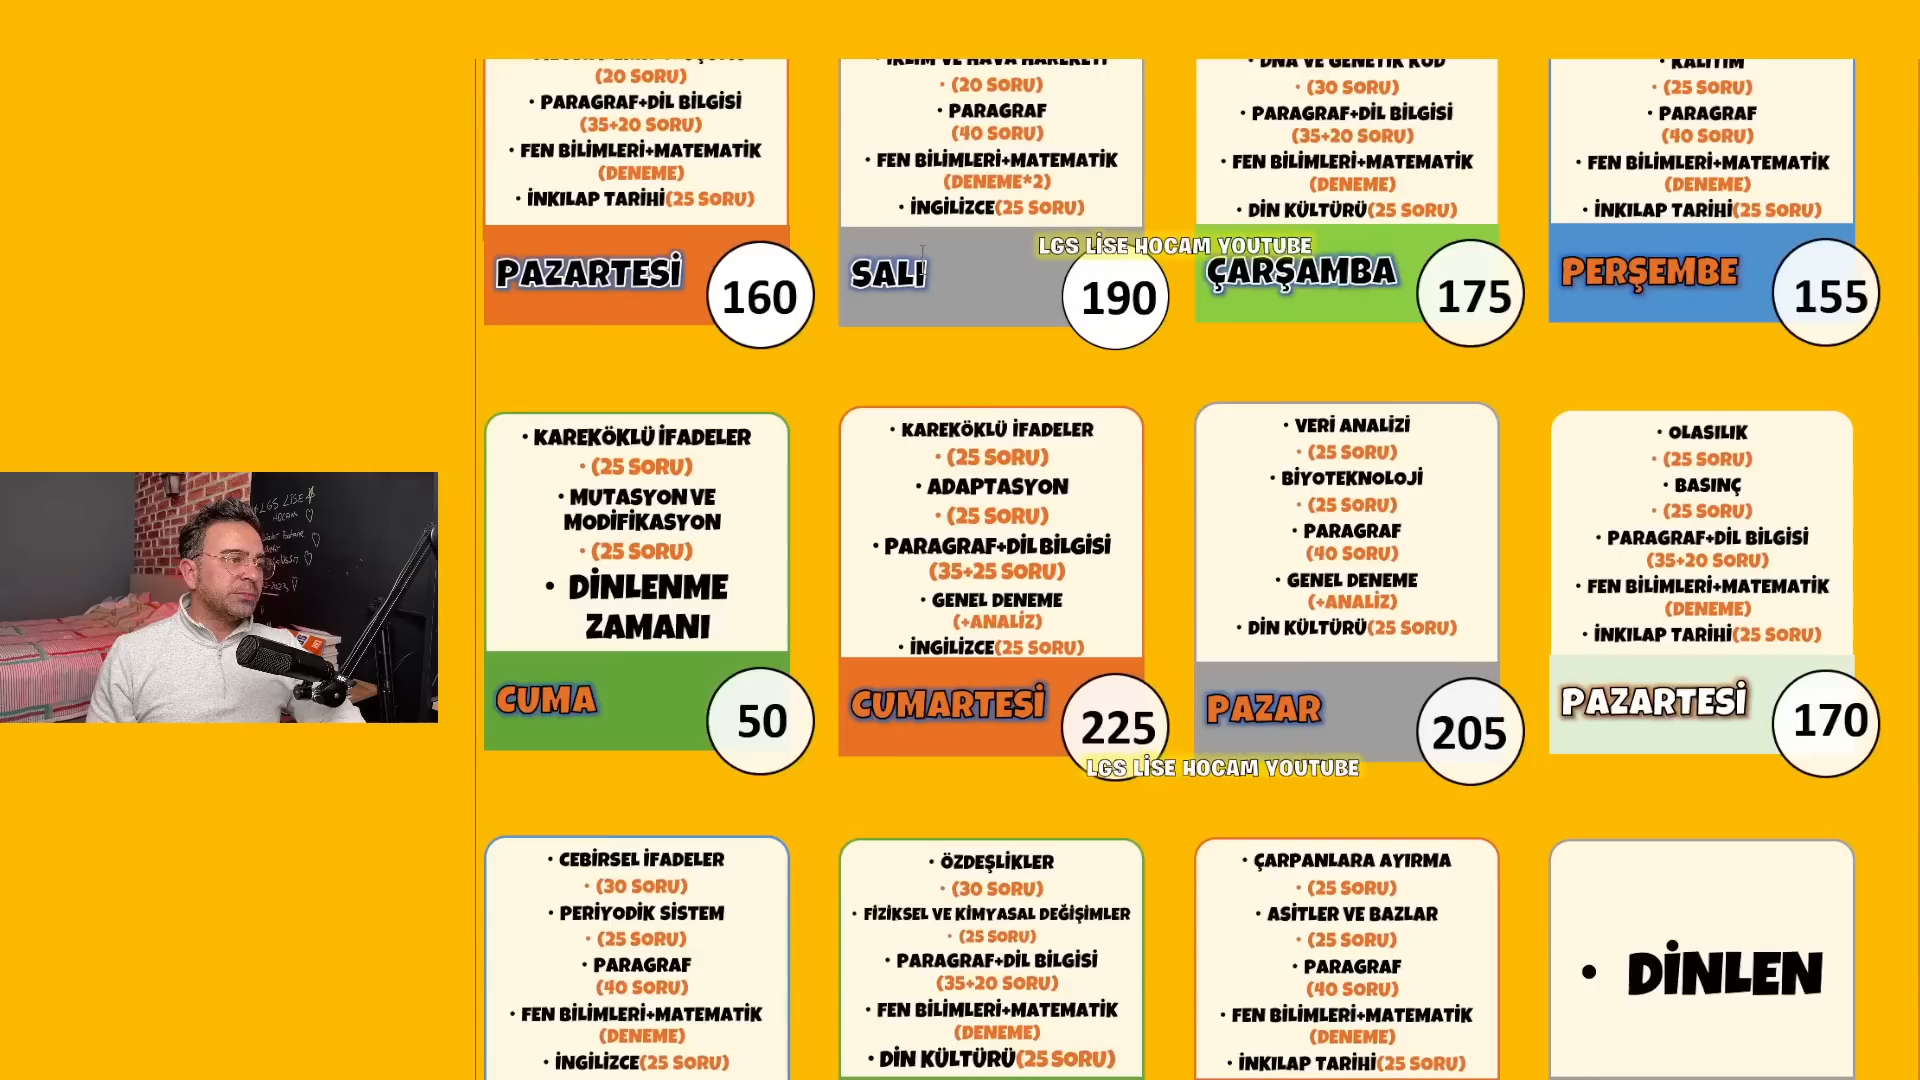 (20 SORU)
• PARAGRAF+DİL BİLGİSİ
(35+20 SORU)
• FEN BİLİMLERİ+MATEMATİK
(DENEME)
• İNKILAP TARİHİ(25 SORU)
PAZARTESİ
160
İKLİM VE HAVA HAREKETİ
• (20 SORU)
• PARAGRAF
(40 SORU)
• FEN BİLİMLERİ+MATEMATİK
(DENEME*2)
• İNGİLİZCE(25 SORU)
SALI
190
• DNA VE GENETİK KOD
• (30 SORU)
• PARAGRAF+DİL BİLGİSİ
(35+20 SORU)
• FEN BİLİMLERİ+MATEMATİK
(DENEME)
• DİN KÜLTÜRÜ(25 SORU)
LGS LİSE HOCAM YOUTUBE
ÇARŞAMBA
175
• KALITIM
• (25 SORU)
• PARAGRAF
(40 SORU)
• FEN BİLİMLERİ+MATEMATİK
(DENEME)
• İNKILAP TARİHİ(25 SORU)
PERŞEMBE
155
• KAREKÖKLÜ İFADELER
• (25 SORU)
• MUTASYON VE
MODİFİKASYON
• (25 SORU)
• DİNLENME
ZAMANI
CUMA
50
• KAREKÖKLÜ İFADELER
• (25 SORU)
• ADAPTASYON
• (25 SORU)
• PARAGRAF+DİL BİLGİSİ
(35+25 SORU)
• GENEL DENEME
(+ANALİZ)
• İNGİLİZCE(25 SORU)
CUMARTESİ
225
• VERİ ANALİZİ
• (25 SORU)
• BİYOTEKNOLOJİ
• (25 SORU)
• PARAGRAF
(40 SORU)
• GENEL DENEME
(+ANALİZ)
• DİN KÜLTÜRÜ(25 SORU)
PAZAR
205
LGS LİSE HOCAM YOUTUBE
• OLASILIK
• (25 SORU)
• BASINÇ
• (25 SORU)
• PARAGRAF+DİL BİLGİSİ
(35+20 SORU)
• FEN BİLİMLERİ+MATEMATİK
(DENEME)
• İNKILAP TARİHİ(25 SORU)
PAZARTESİ
170
• CEBİRSEL İFADELER
• (30 SORU)
• PERİYODİK SİSTEM
• (25 SORU)
• PARAGRAF
(40 SORU)
• FEN BİLİMLERİ+MATEMATİK
(DENEME)
• İNGİLİZCE(25 SORU)
• ÖZDEŞLİKLER
• (30 SORU)
• FİZİKSEL VE KİMYASAL DEĞİŞİMLER
• (25 SORU)
• PARAGRAF+DİL BİLGİSİ
(35+20 SORU)
• FEN BİLİMLERİ+MATEMATİK
(DENEME)
• DİN KÜLTÜRÜ(25 SORU)
• ÇARPANLARA AYIRMA
• (25 SORU)
• ASİTLER VE BAZLAR
• (25 SORU)
• PARAGRAF
(40 SORU)
• FEN BİLİMLERİ+MATEMATİK
(DENEME)
• İNKILAP TARİHİ(25 SORU)
• DİNLEN
LGS LİSE
HOCAM